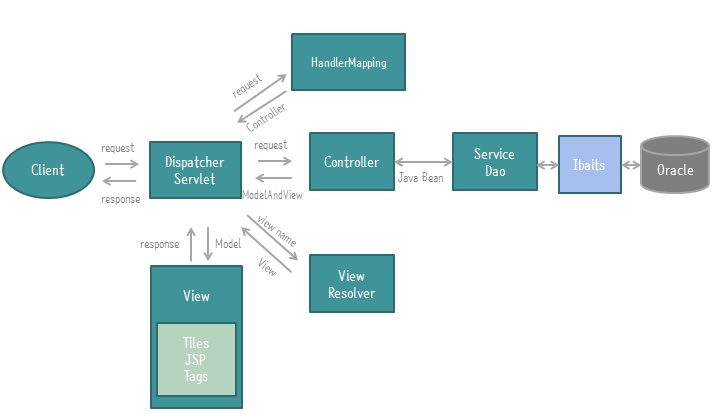 HandlerMapping
request
Controller
Client
request
response
Dispatcher
Servlet
request
ModelAndView
Controller
Java Bean
Service
Dao
Ibaits
Oracle
response
Model
view name
View
View
Resolver
View
Tiles
JSP
Tags